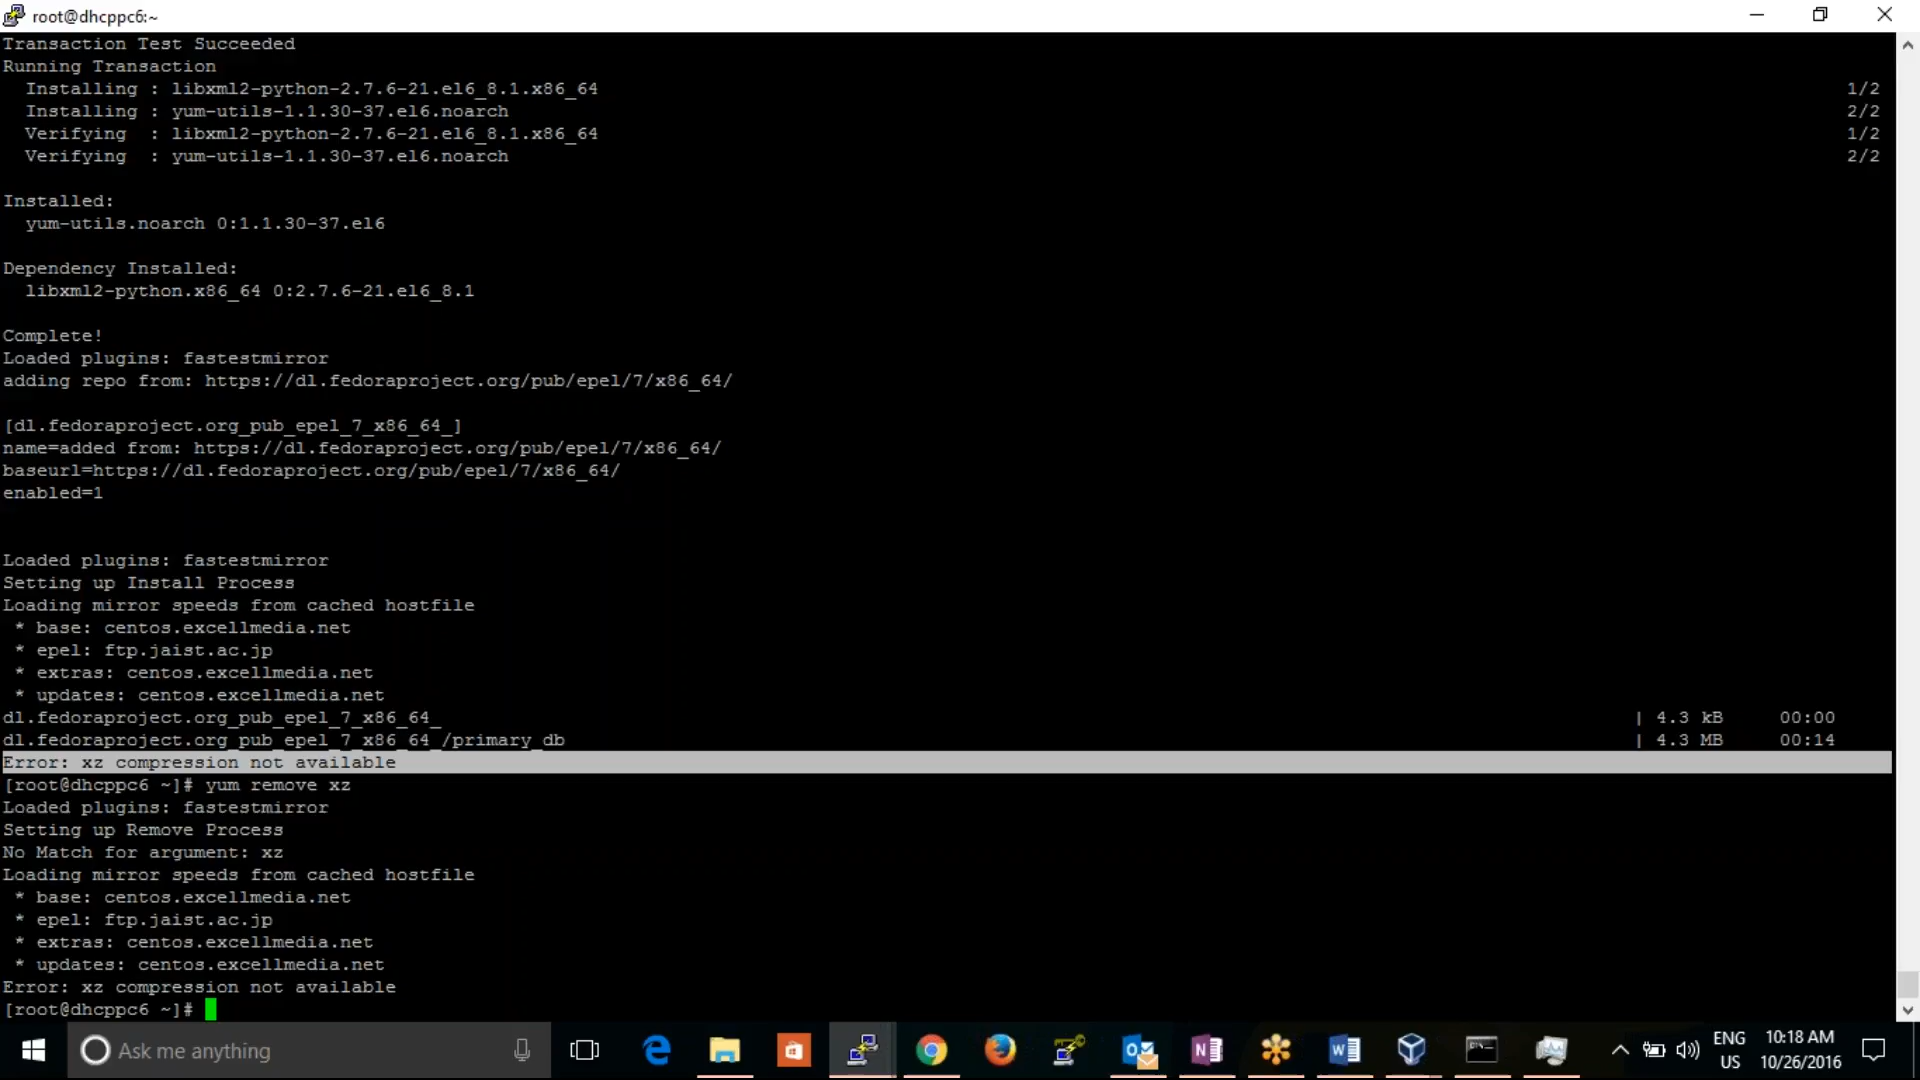 root@dhcppc6:~
Transaction Test Succeeded
Running Transaction
Installing : libxml2-python-2.7.6-21.el6_8.1.x86_64 1/2
Installing : yum-utils-1.1.30-37.el6.noarch 2/2
Verifying : libxml2-python-2.7.6-21.el6_8.1.x86_64 1/2
Verifying : yum-utils-1.1.30-37.el6.noarch 2/2
Installed:
yum-utils.noarch 0:1.1.30-37.el6
Dependency Installed:
libxml2-python.x86_64 0:2.7.6-21.el6_8.1
Complete!
Loaded plugins: fastestmirror
adding repo from: https://dl.fedoraproject.org/pub/epel/7/x86_64/
[dl.fedoraproject.org_pub_epel_7_x86_64_]
name=added from: https://dl.fedoraproject.org/pub/epel/7/x86_64/
baseurl=https://dl.fedoraproject.org/pub/epel/7/x86_64/
enabled=1
Loaded plugins: fastestmirror
Setting up Install Process
Loading mirror speeds from cached hostfile
* base: centos.excellmedia.net
* epel: ftp.jaist.ac.jp
* extras: centos.excellmedia.net
* updates: centos.excellmedia.net
dl.fedoraproject.org_pub_epel_7_x86_64_ | 4.3 kB 00:00
dl.fedoraproject.org_pub_epel_7_x86_64_/primary_db | 4.3 MB 00:14
Error: xz compression not available
[root@dhcppc6 ~]# yum remove xz
Loaded plugins: fastestmirror
Setting up Remove Process
No Match for argument: xz
Loading mirror speeds from cached hostfile
* base: centos.excellmedia.net
* epel: ftp.jaist.ac.jp
* extras: centos.excellmedia.net
* updates: centos.excellmedia.net
Error: xz compression not available
[root@dhcppc6 ~]#
Ask me anything
ENG
US
10:18 AM
10/26/2016